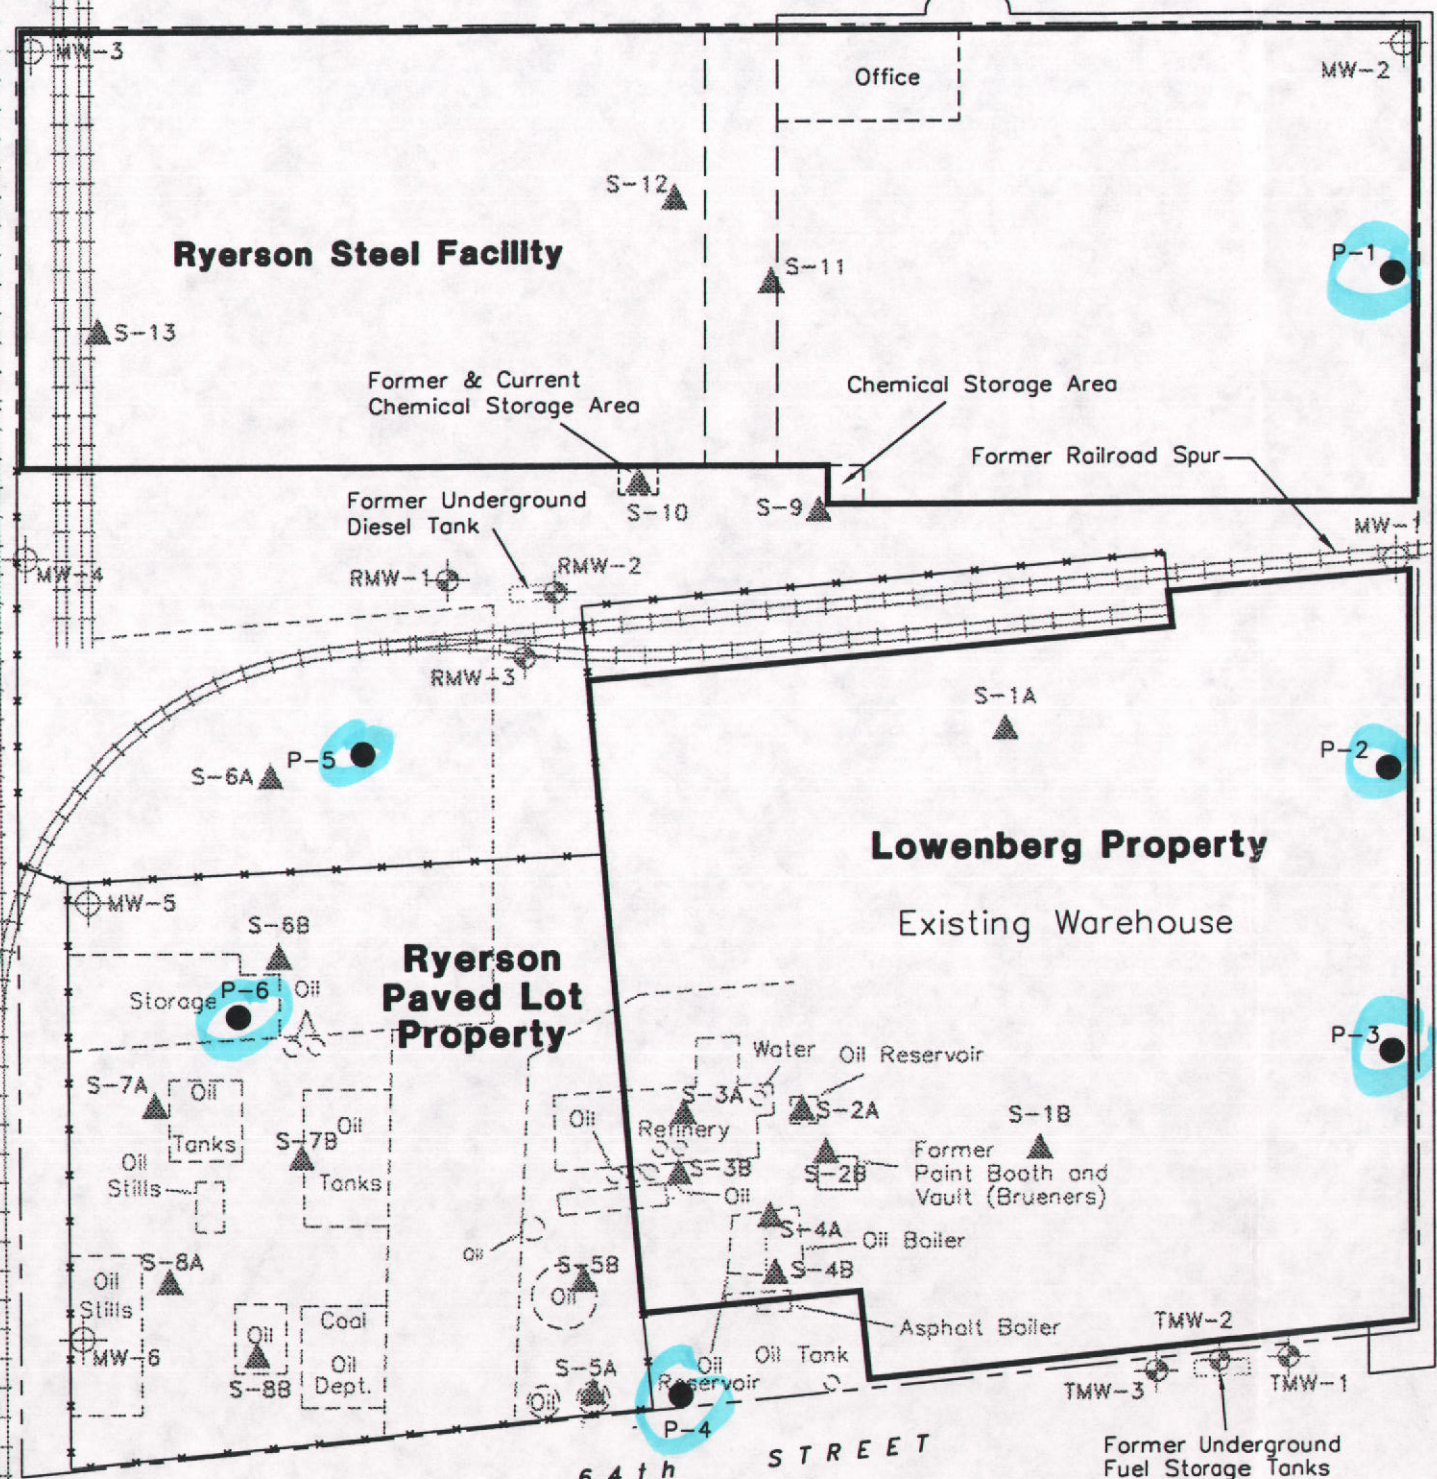 MW-3
Office
MW-2
S-12
Ryerson Steel Facility
P-1
S-11
S-13
Former & Current
Chemical Storage Area
Chemical Storage Area
Former Railroad Spur
Former Underground
Diesel Tank
S-10
S-9
MW-1
MW-4
RMW-1
RMW-2
RMW-3
S-1A
P-5
S-6A
P-2
Lowenberg Property
Existing Warehouse
MW-5
S-6B
Ryerson
Paved Lot
Property
Storage
P-6
Oil
P-3
Water
Oil Reservoir
S-7A
Oil
Tanks
S-3A
S-2A
S-1B
Oil
Refinery
S-7B
Oil
Tanks
Oil
Stills
S-3B
Oil
S-2B
Former
Paint Booth and
Vault (Brueners)
S-4A
Oil Boiler
Oil
S-8A
Oil
Stills
S-5B
Oil
S-4B
Asphalt Boiler
Coal
Oil
Dept.
Oil
S-8B
MW-6
TMW-2
Oil
Reservoir
Oil Tank
S-5A
Oil
TMW-3
TMW-1
P-4
64th STREET
Former Underground
Fuel Storage Tanks